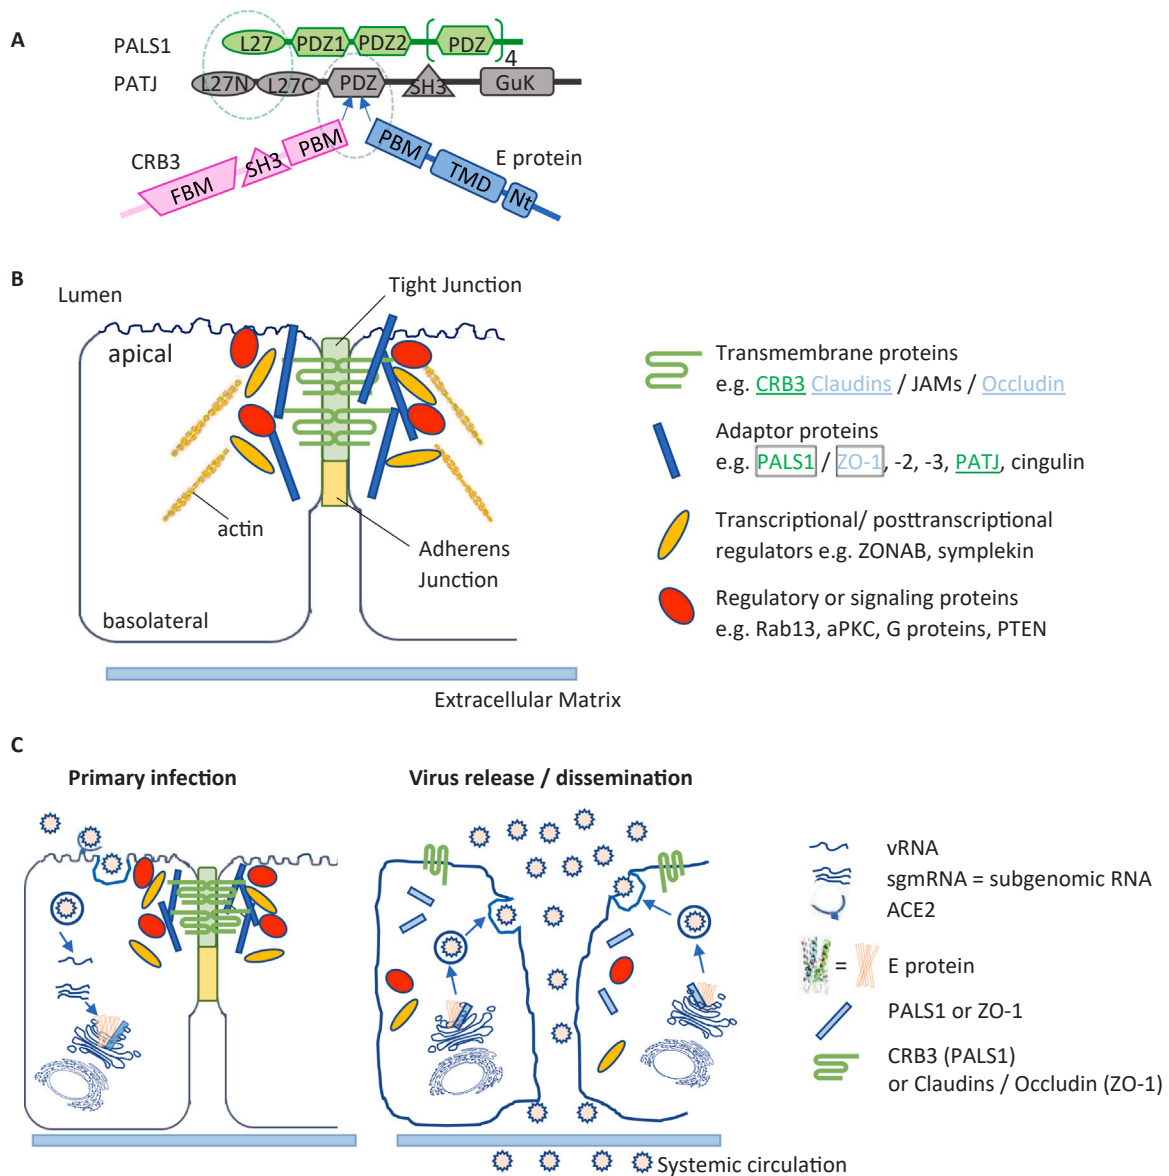 A
PALS1
L27
PDZ1
PDZ2
PDZ
4
PATJ
L27N
L27C
PDZ
SH3
GuK
CRB3
FBM
SH3
PBM
PBM
TMD
Nt
E protein
B
Lumen
Tight Junction
apical
actin
Adherens
Junction
basolateral
Extracellular Matrix
Transmembrane proteins
e.g. CRB3 Claudins / JAMs / Occludin
Adaptor proteins
e.g. PALS1 / ZO-1, -2, -3, PATJ, cingulin
Transcriptional/ posttranscriptional
regulators e.g. ZONAB, symplekin
Regulatory or signaling proteins
e.g. Rab13, aPKC, G proteins, PTEN
C
Primary infection
Virus release / dissemination
vRNA
sgmRNA = subgenomic RNA
ACE2
= E protein
PALS1 or ZO-1
CRB3 (PALS1)
or Claudins / Occludin (ZO-1)
Systemic circulation